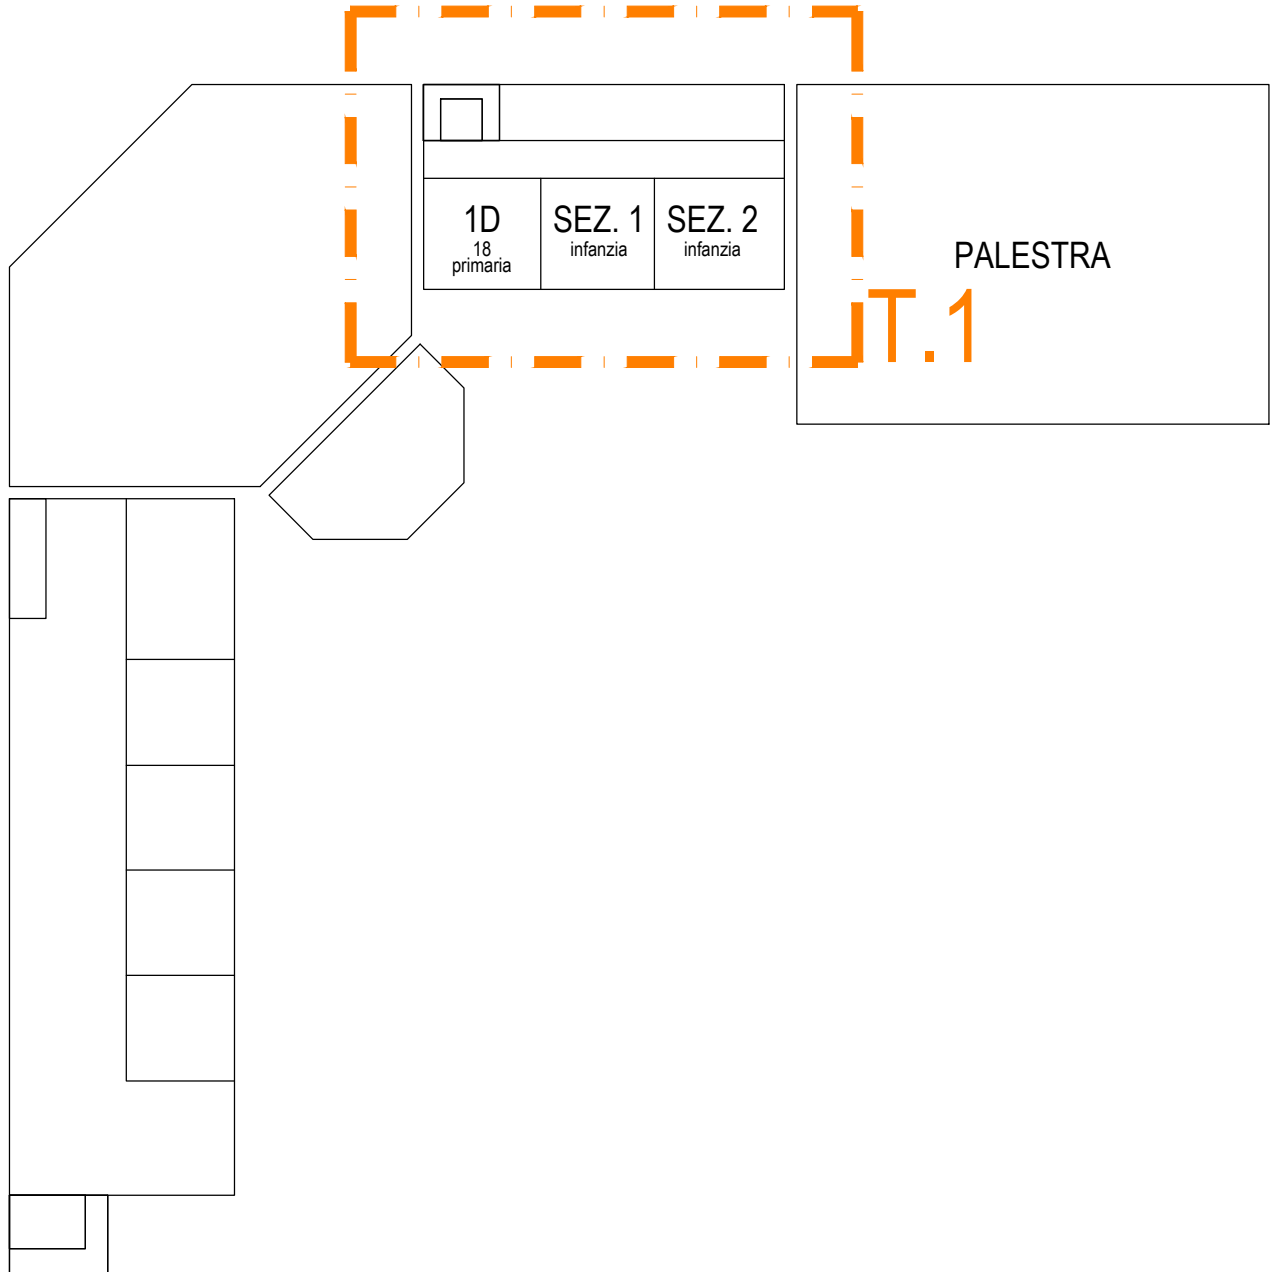 1D
18
primaria
SEZ. 1
infanzia
SEZ. 2
infanzia
PALESTRA
T.1